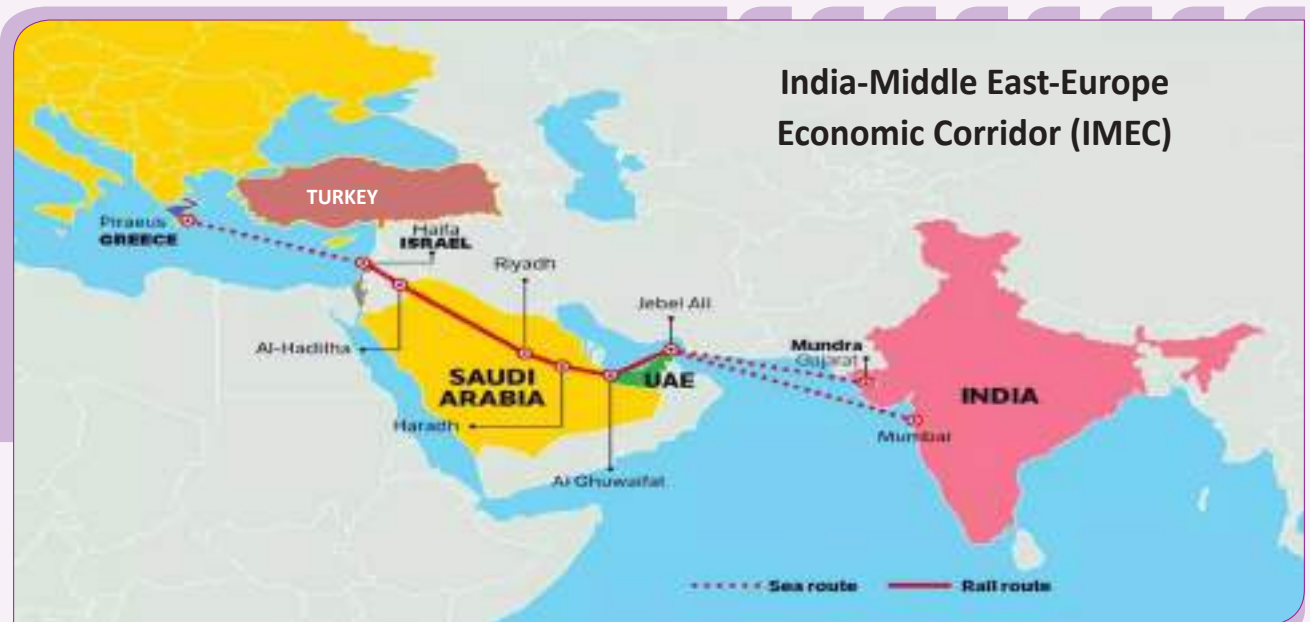 India-Middle East-Europe
Economic Corridor (IMEC)
TURKEY
Piraeus
GREECE
Haifa
ISRAEL
Riyadh
Jebel Ali
Al-Haditha
Mundra
Gujarat
SAUDI
ARABIA
UAE
INDIA
Haradh
Mumbai
Al Ghuwaifat
Sea route
Rail route